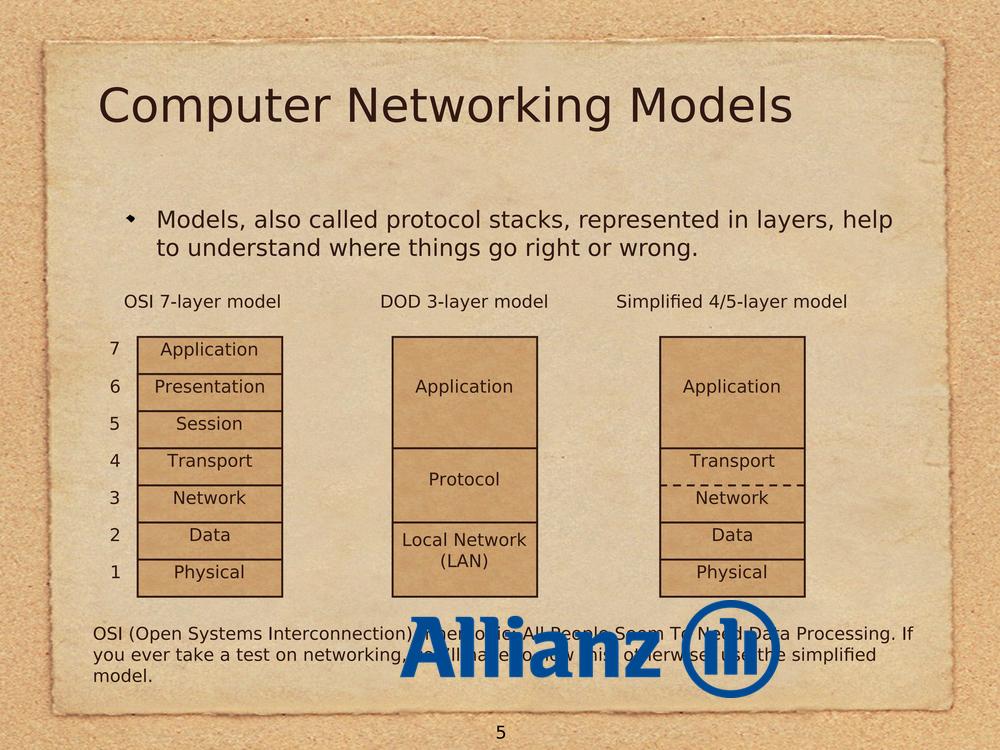 Computer Networking Models
Models, also called protocol stacks, represented in layers, help
to understand where things go right or wrong.
OSI 7-layer model
DOD 3-layer model
Simplified 4/5-layer model
7 Application
6 Presentation
5 Session
4 Transport
3 Network
2 Data
1 Physical
Application
Protocol
Local Network
(LAN)
Application
Transport
Network
Data
Physical
OSI (Open Systems Interconnection) All People Seem To Need Data Processing. If
you ever take a test on networking, this, otherwise, use the simplified
model.
Allianz
5